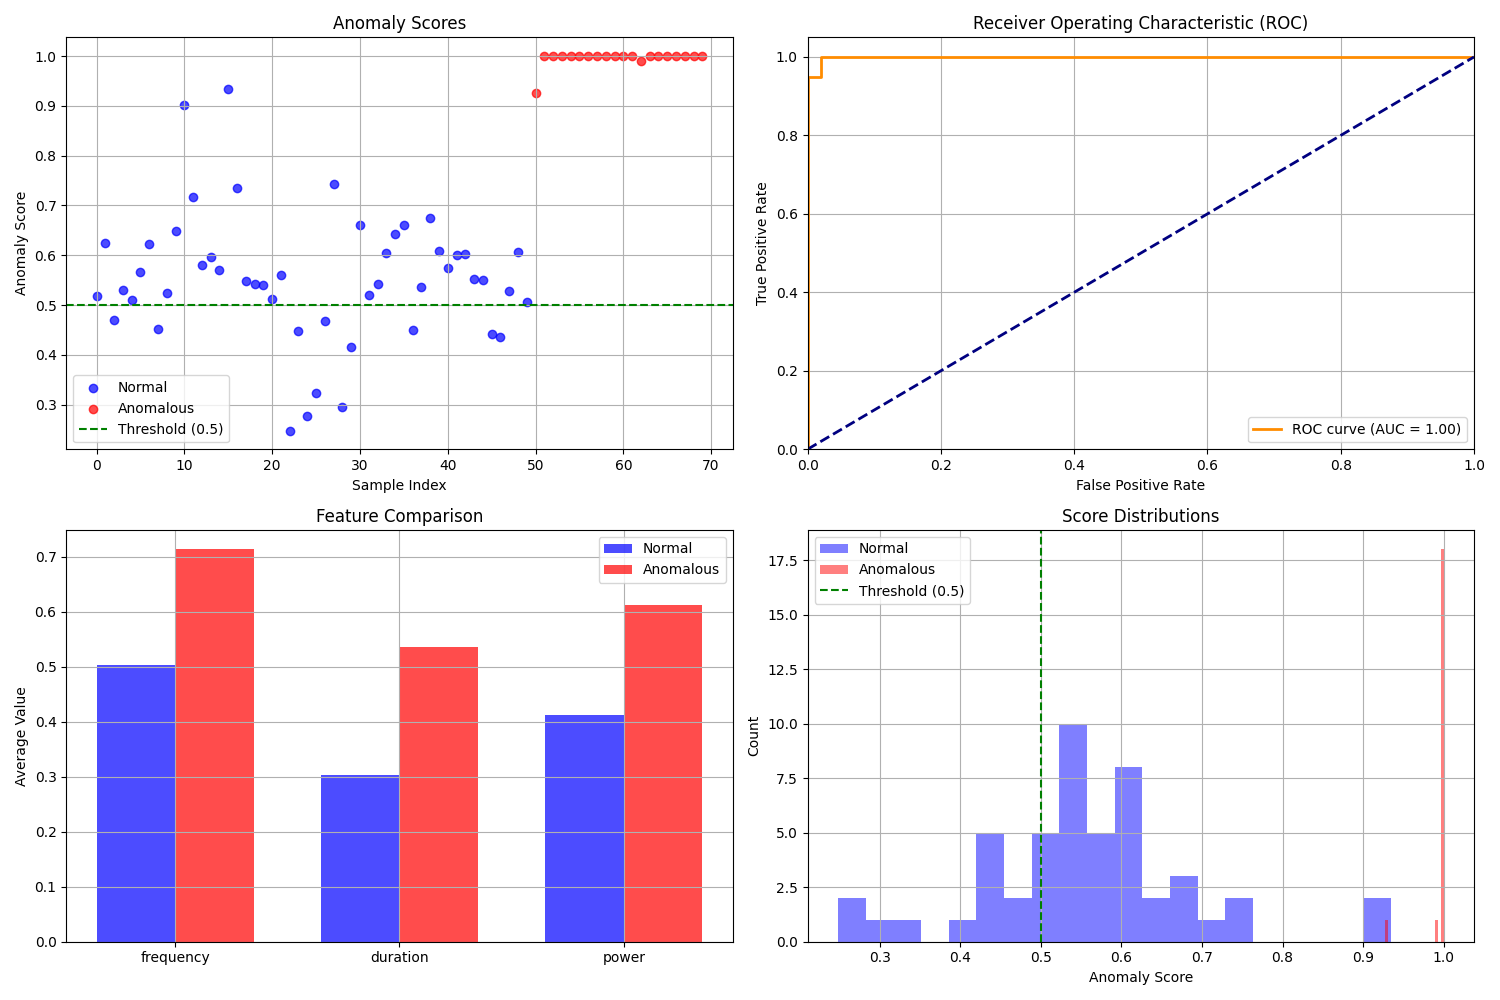 Anomaly Scores
Anomaly Score
1.0
0.9
0.8
0.7
0.6
0.5
0.4
0.3
Normal
Anomalous
Threshold (0.5)
0 10 20 30 40 50 60 70
Sample Index
Receiver Operating Characteristic (ROC)
True Positive Rate
1.0
0.8
0.6
0.4
0.2
0.0
ROC curve (AUC = 1.00)
0.0 0.2 0.4 0.6 0.8 1.0
False Positive Rate
Feature Comparison
Average Value
0.7
0.6
0.5
0.4
0.3
0.2
0.1
0.0
Normal
Anomalous
frequency duration power
Score Distributions
Count
17.5
15.0
12.5
10.0
7.5
5.0
2.5
0.0
Normal
Anomalous
Threshold (0.5)
0.3 0.4 0.5 0.6 0.7 0.8 0.9 1.0
Anomaly Score